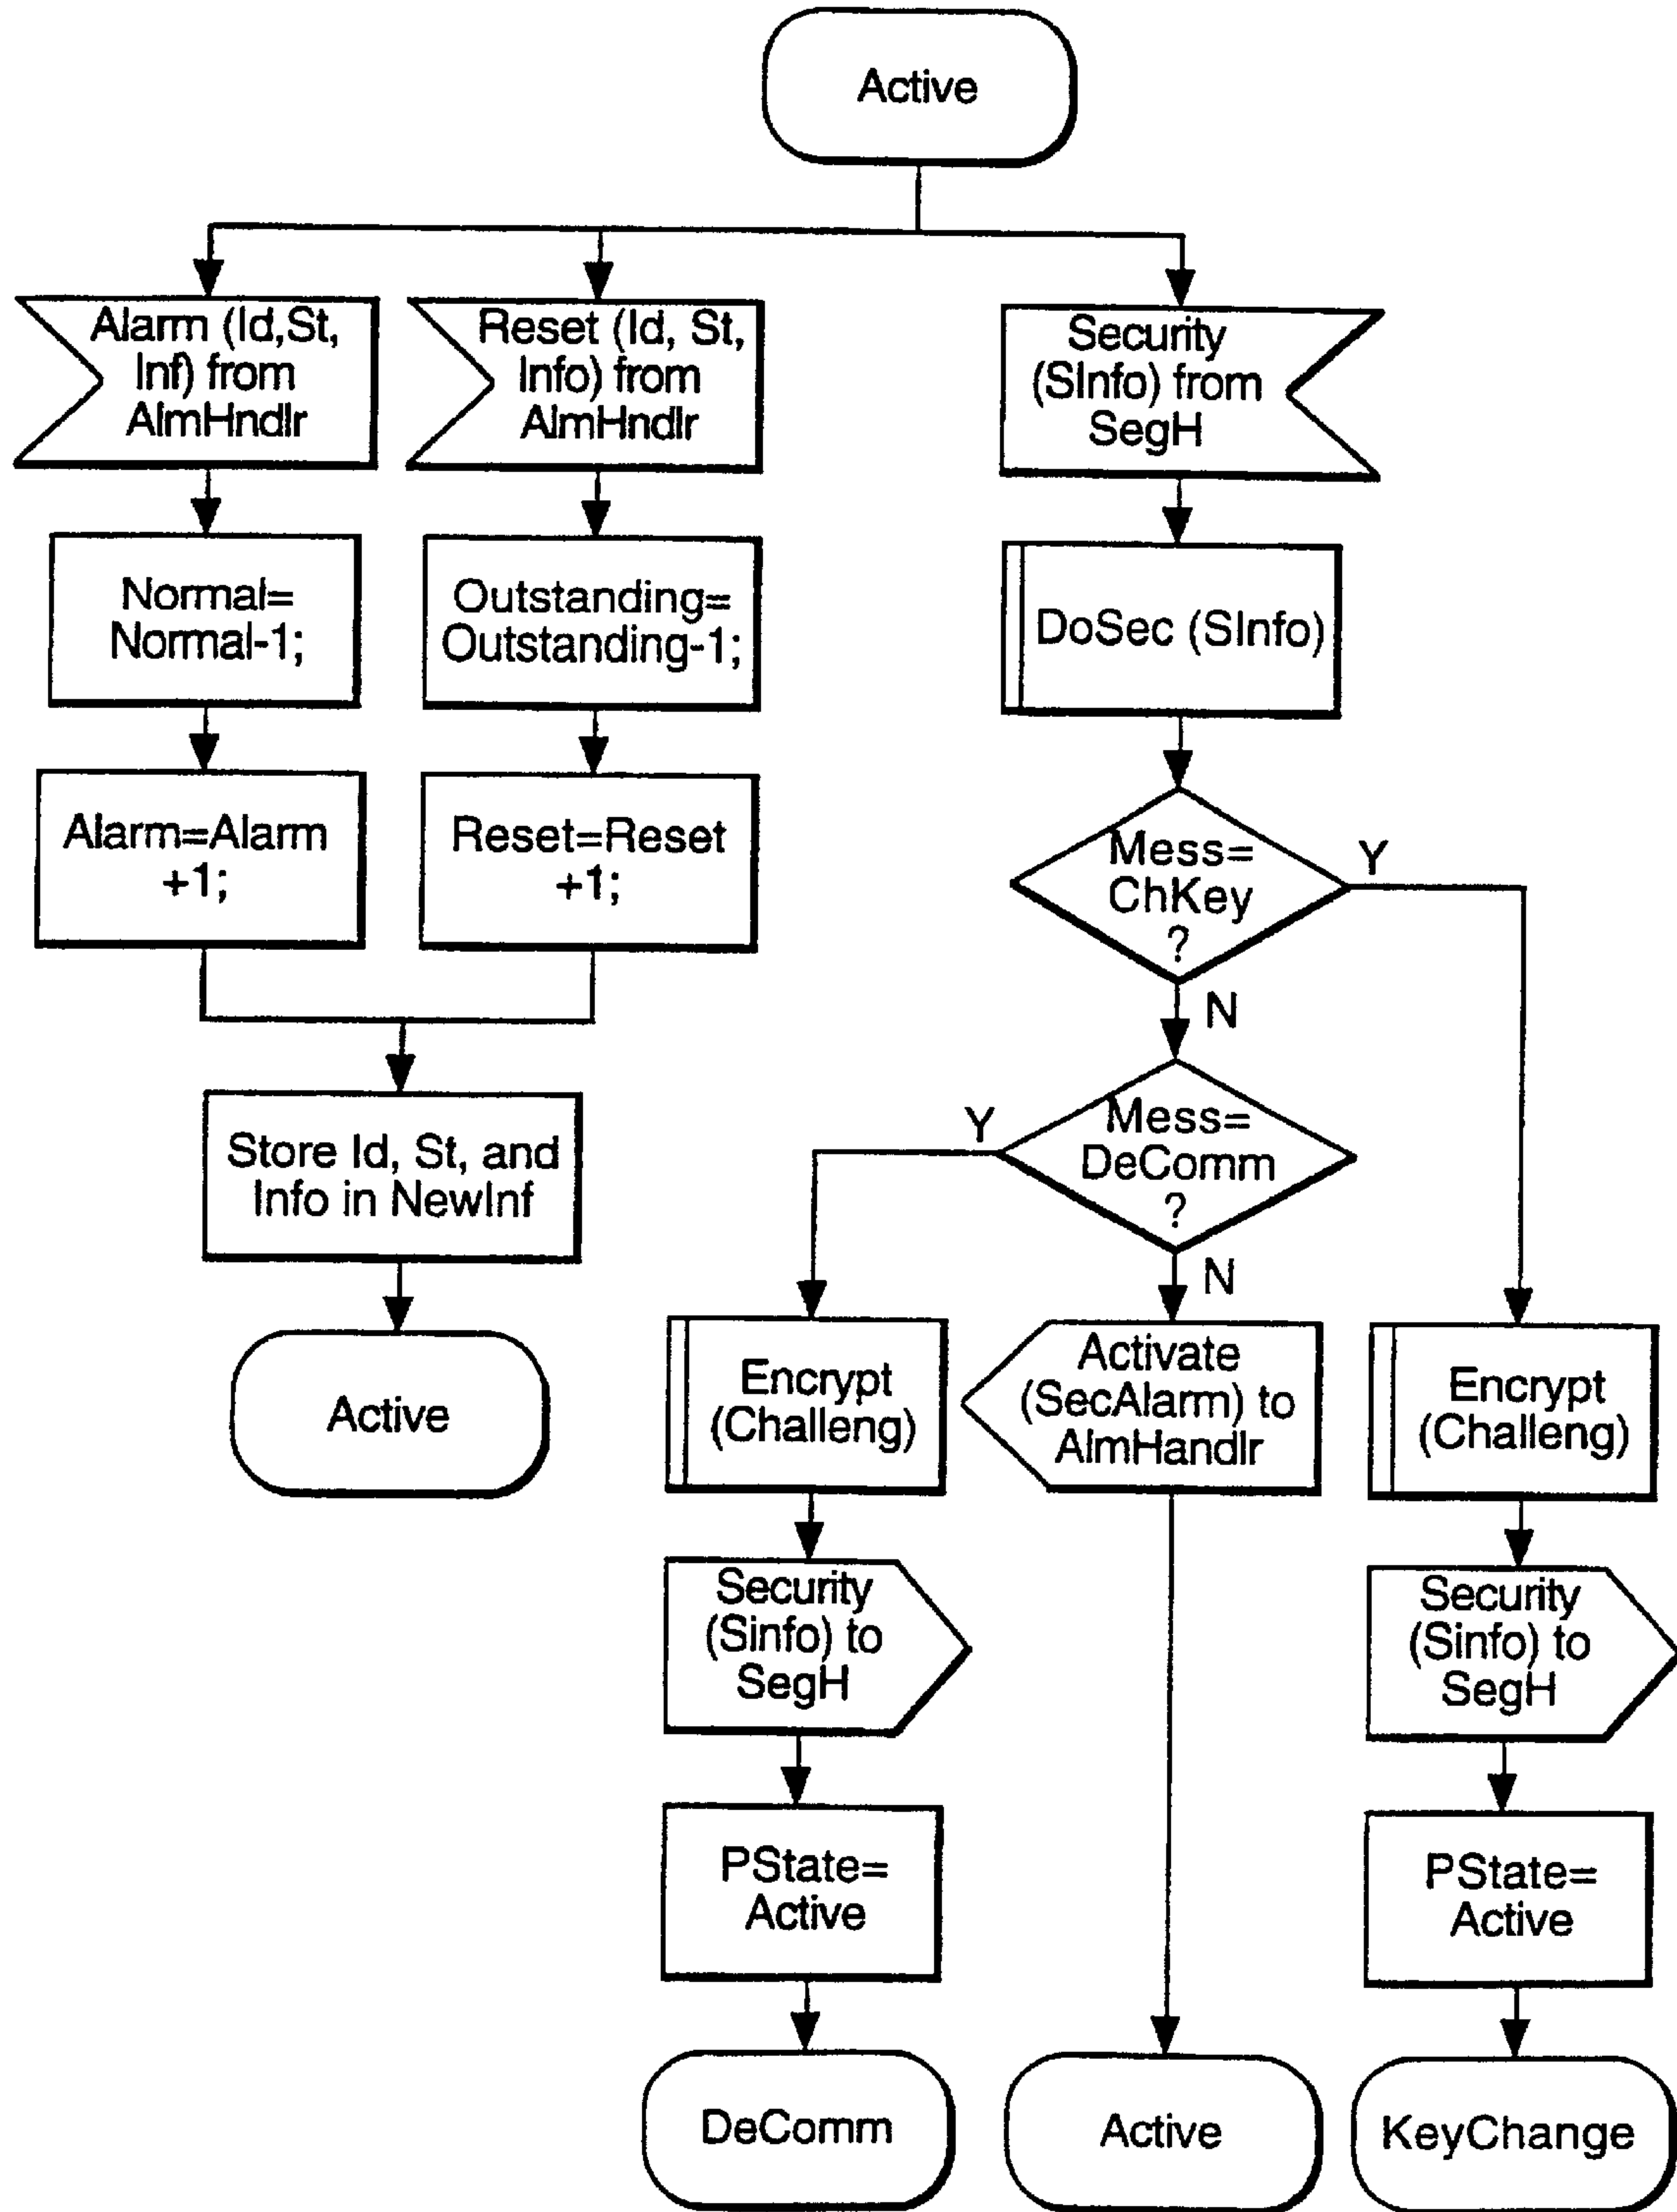 Active
Alarm (Id,St,
Inf) from
AlmHndlr
Reset (Id, St,
Info) from
AlmHndlr
Security
(SInfo) from
SegH
Normal=
Normal-1;
Outstanding=
Outstanding-1;
DoSec (SInfo)
Alarm=Alarm
+1;
Reset=Reset
+1;
Mess=
ChKey
?
Y
N
Store Id, St, and
Info in NewInf
Mess=
DeComm
?
Y
N
Active
Encrypt
(Challeng)
Activate
(SecAlarm) to
AlmHandlr
Encrypt
(Challeng)
Security
(Sinfo) to
SegH
Security
(Sinfo) to
SegH
PState=
Active
PState=
Active
DeComm
Active
KeyChange